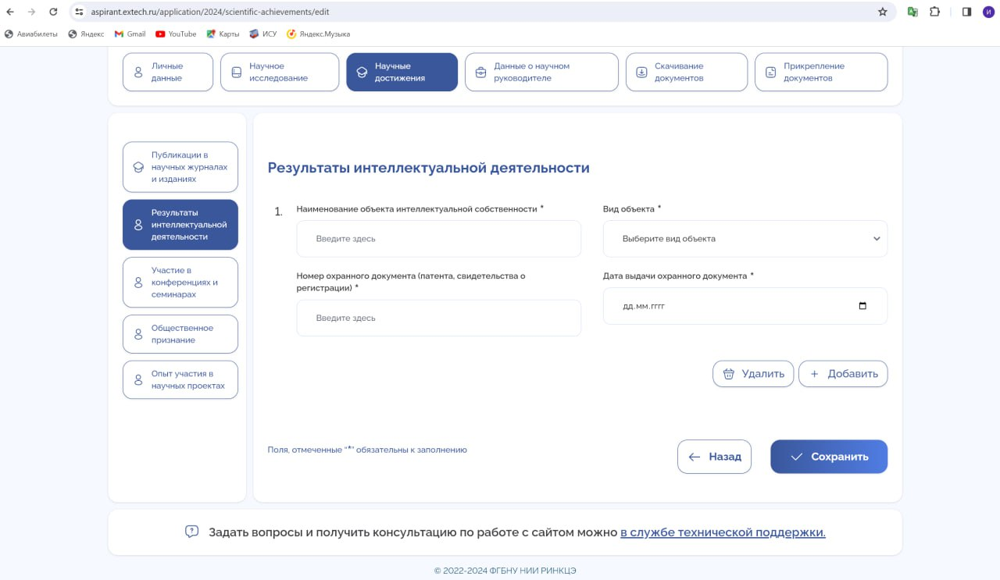 aspirant.extech.ru/application/2024/scientific-achievements/edit
И
Авиабилеты Яндекс Gmail YouTube Карты ИСУ Яндекс.Музыка
Личные
данные
Научное
исследование
Научные
достижения
Данные о научном
руководителе
Скачивание
документов
Прикрепление
документов
Публикации в
научных журналах
и изданиях
Результаты
интеллектуальной
деятельности
Участие в
конференциях и
семинарах
Общественное
признание
Опыт участия в
научных проектах
Результаты интеллектуальной деятельности
1.
Наименование объекта интеллектуальной собственности *
Введите здесь
Вид объекта *
Выберите вид объекта
Номер охранного документа (патента, свидетельства о
регистрации) *
Введите здесь
Дата выдачи охранного документа *
дд.мм.гггг
Удалить
+ Добавить
Поля, отмеченные "*" обязательны к заполнению
Назад
Сохранить
Задать вопросы и получить консультацию по работе с сайтом можно в службе технической поддержки.
© 2022-2024 ФГБНУ НИИ РИНКЦЭ